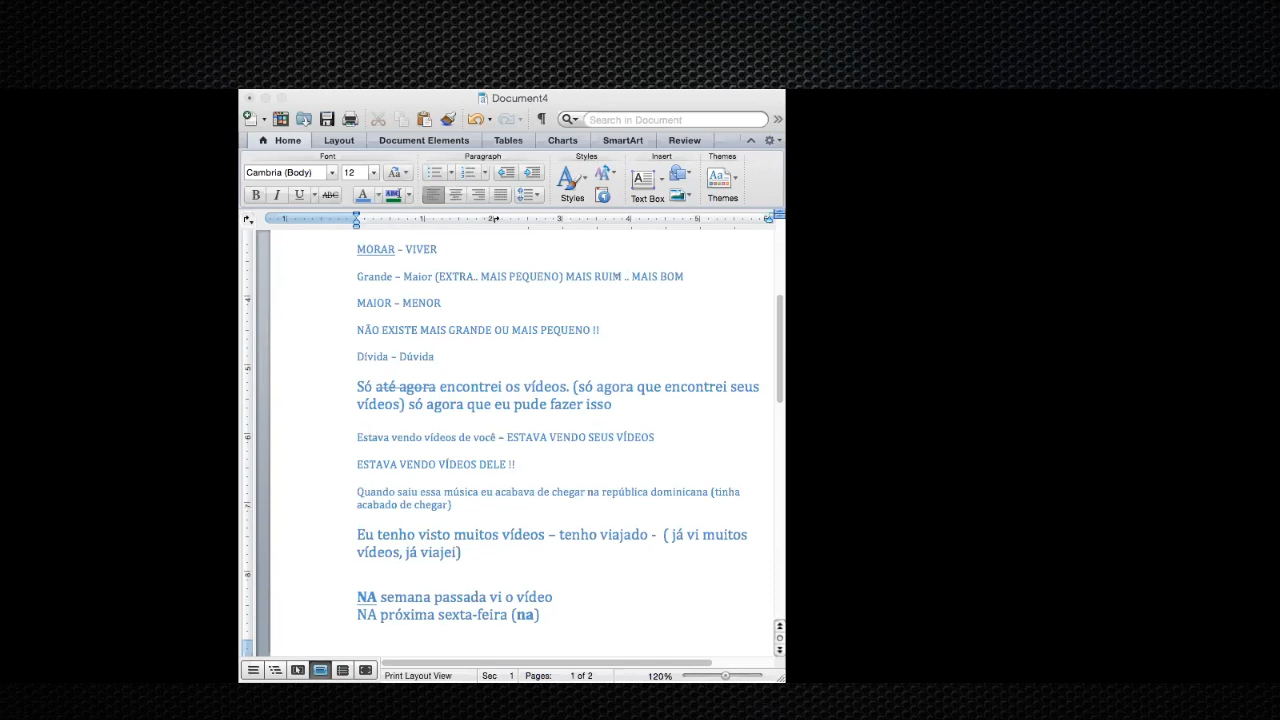 Document4
Search in Document
Home Layout Document Elements Tables Charts SmartArt Review
Font Paragraph Styles Insert Themes
Cambria (Body) 12
B I U ABC A ABC Styles Text Box Themes
MORAR – VIVER
Grande – Maior (EXTRA.. MAIS PEQUENO) MAIS RUIM .. MAIS BOM
MAIOR – MENOR
NÃO EXISTE MAIS GRANDE OU MAIS PEQUENO !!
Dívida – Dúvida
Só até agora encontrei os vídeos. (só agora que encontrei seus
vídeos) só agora que eu pude fazer isso
Estava vendo vídeos de você – ESTAVA VENDO SEUS VÍDEOS
ESTAVA VENDO VÍDEOS DELE !!
Quando saiu essa música eu acabava de chegar na república dominicana (tinha
acabado de chegar)
Eu tenho visto muitos vídeos – tenho viajado - ( já vi muitos
vídeos, já viajei)
NA semana passada vi o vídeo
NA próxima sexta-feira (na)
Print Layout View Sec 1 Pages: 1 of 2 120%